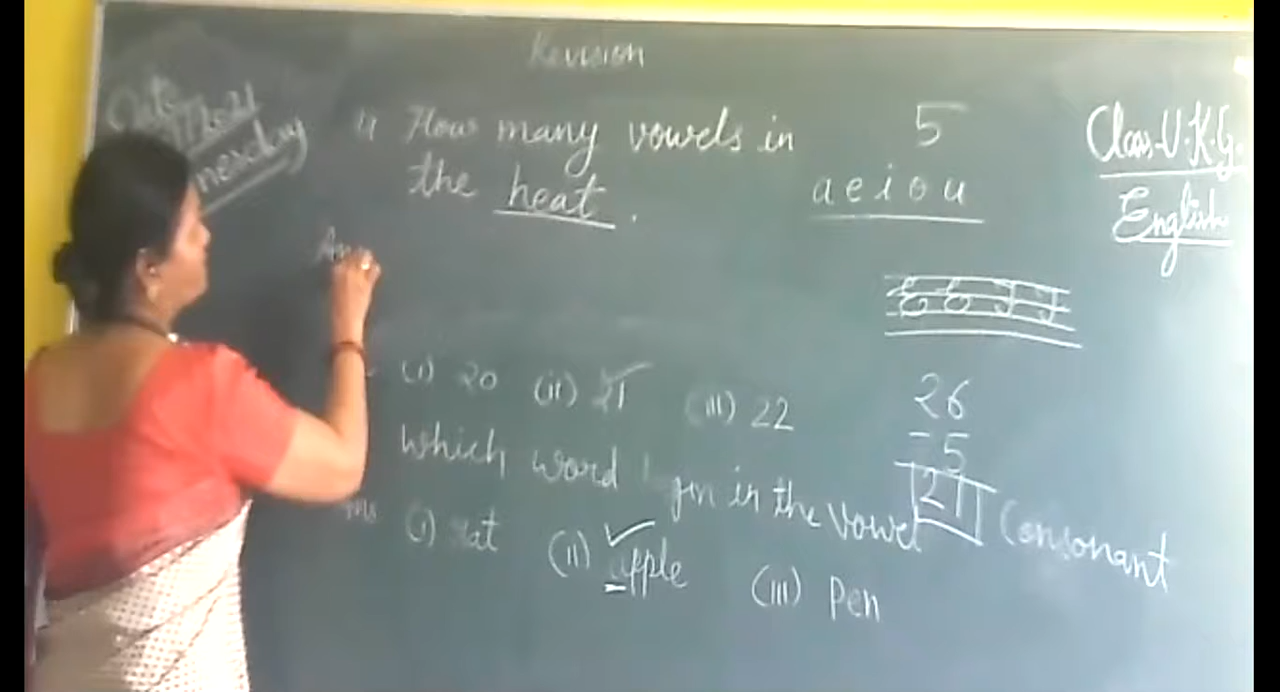 Revision
Class. U.K.G.
English
How many vowels in
the heat.
5
a e i o u
(i) 20 (ii) 21 (iii) 22
26
- 5
21 Consonant
which word in the vowel
(ii) apple (iii) Pen